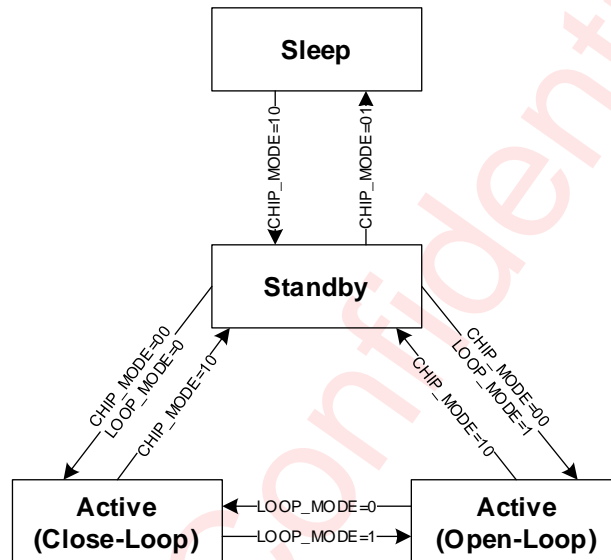 Sleep
CHIP_MODE=10
CHIP_MODE=01
Standby
CHIP_MODE=00
LOOP_MODE=0
CHIP_MODE=10
CHIP_MODE=10
CHIP_MODE=00
LOOP_MODE=1
Active
(Close-Loop)
LOOP_MODE=0
LOOP_MODE=1
Active
(Open-Loop)
Confident